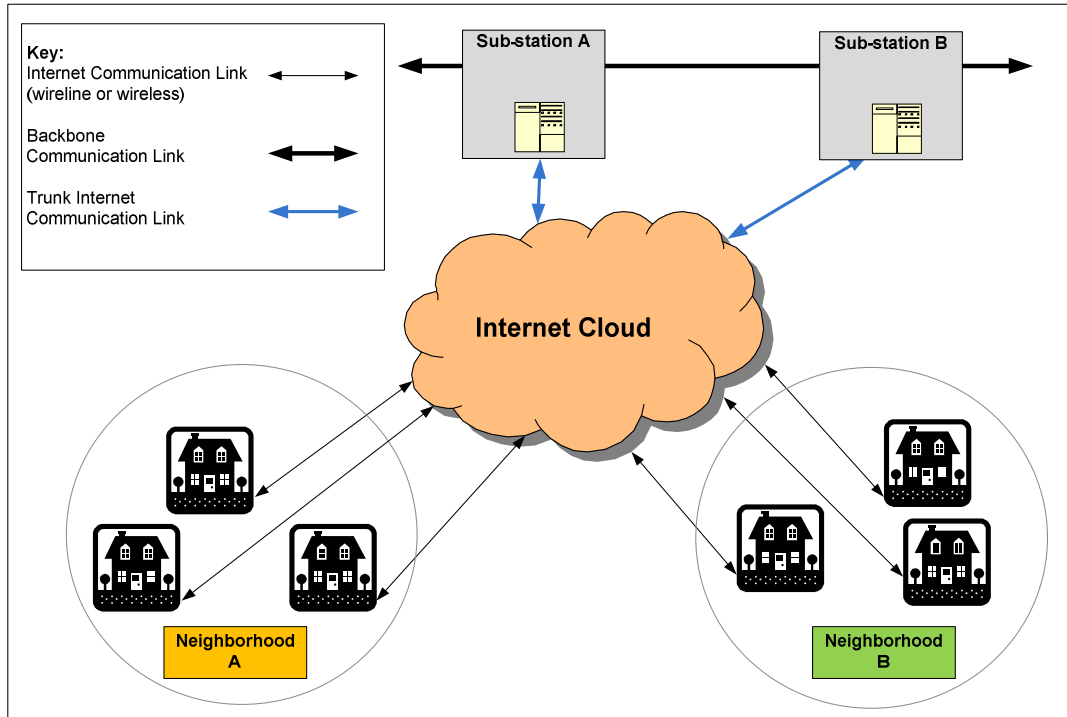 Key:
Internet Communication Link
(wireline or wireless)
Backbone
Communication Link
Trunk Internet
Communication Link
Sub-station A
Sub-station B
Internet Cloud
Neighborhood
A
Neighborhood
B